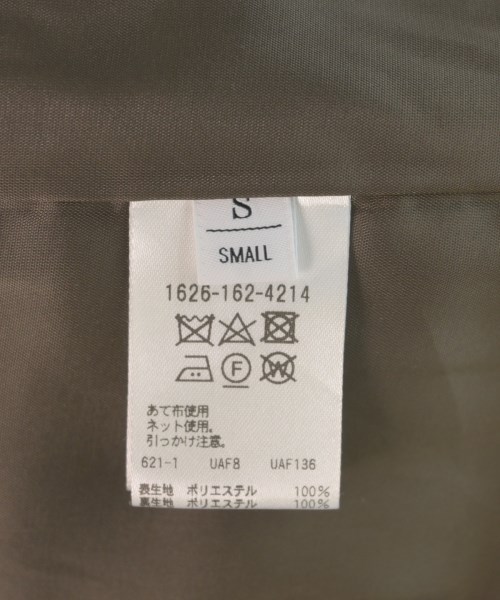 S
SMALL
1626-162-4214
F
W
あて布使用
ネット使用。
引っかけ注意。
621-1 UAF8 UAF136
表生地 ポリエステル 100%
裏生地 ポリエステル 100%